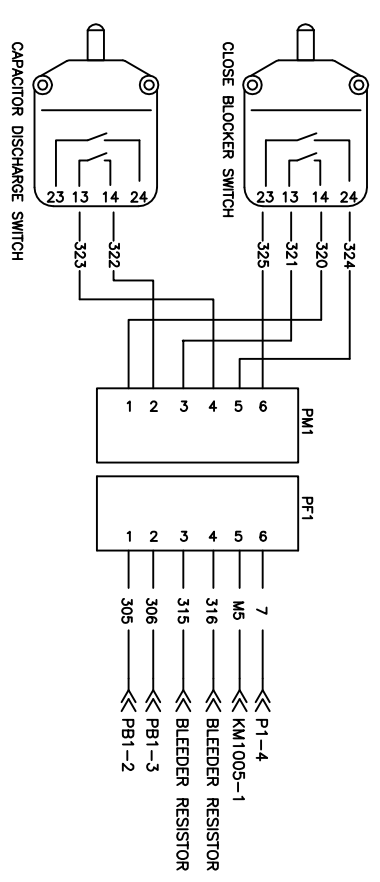 CAPACITOR DISCHARGE SWITCH
CLOSE BLOCKER SWITCH
23 13 14 24
23 13 14 24
323
322
325
321
320
324
1 2 3 4 5 6
PM1
PF1
1 2 3 4 5 6
305
306
315
316
M5
7
PB1-2
PB1-3
BLEEDER RESISTOR
BLEEDER RESISTOR
KM1005-1
P1-4